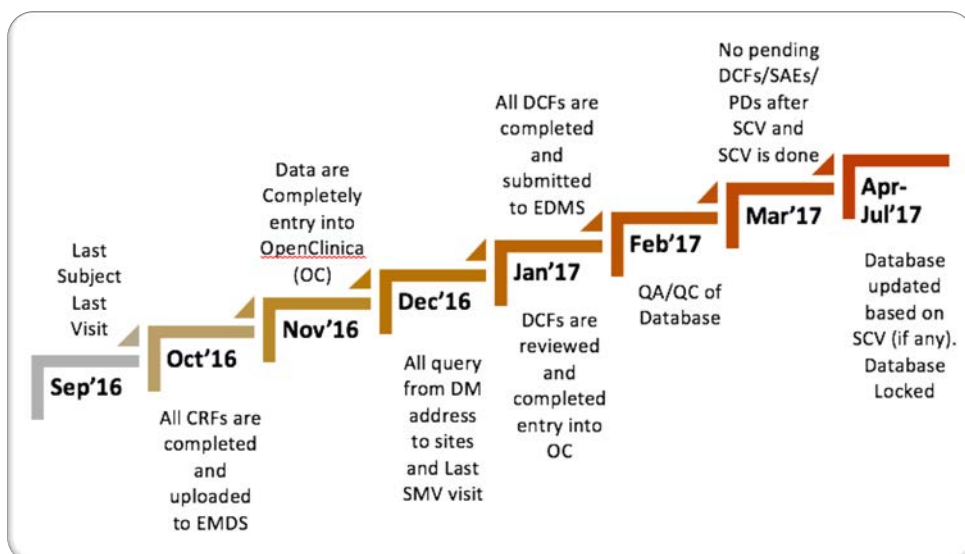 Last
Subject
Last
Visit
Sep'16
Oct'16
All CRFs are
completed
and
uploaded
to EMDS
Data are
Completely
entry into
OpenClinica
(OC)
Nov'16
Dec'16
All query
from DM
address
to sites
and Last
SMV visit
All DCFs are
completed
and
submitted
to EDMS
Jan'17
DCFs are
reviewed
and
completed
entry into
OC
Feb'17
QA/QC of
Database
No pending
DCFs/SAEs/
PDs after
SCV and
SCV is done
Mar'17
Apr-
Jul'17
Database
updated
based on
SCV (if any).
Database
Locked